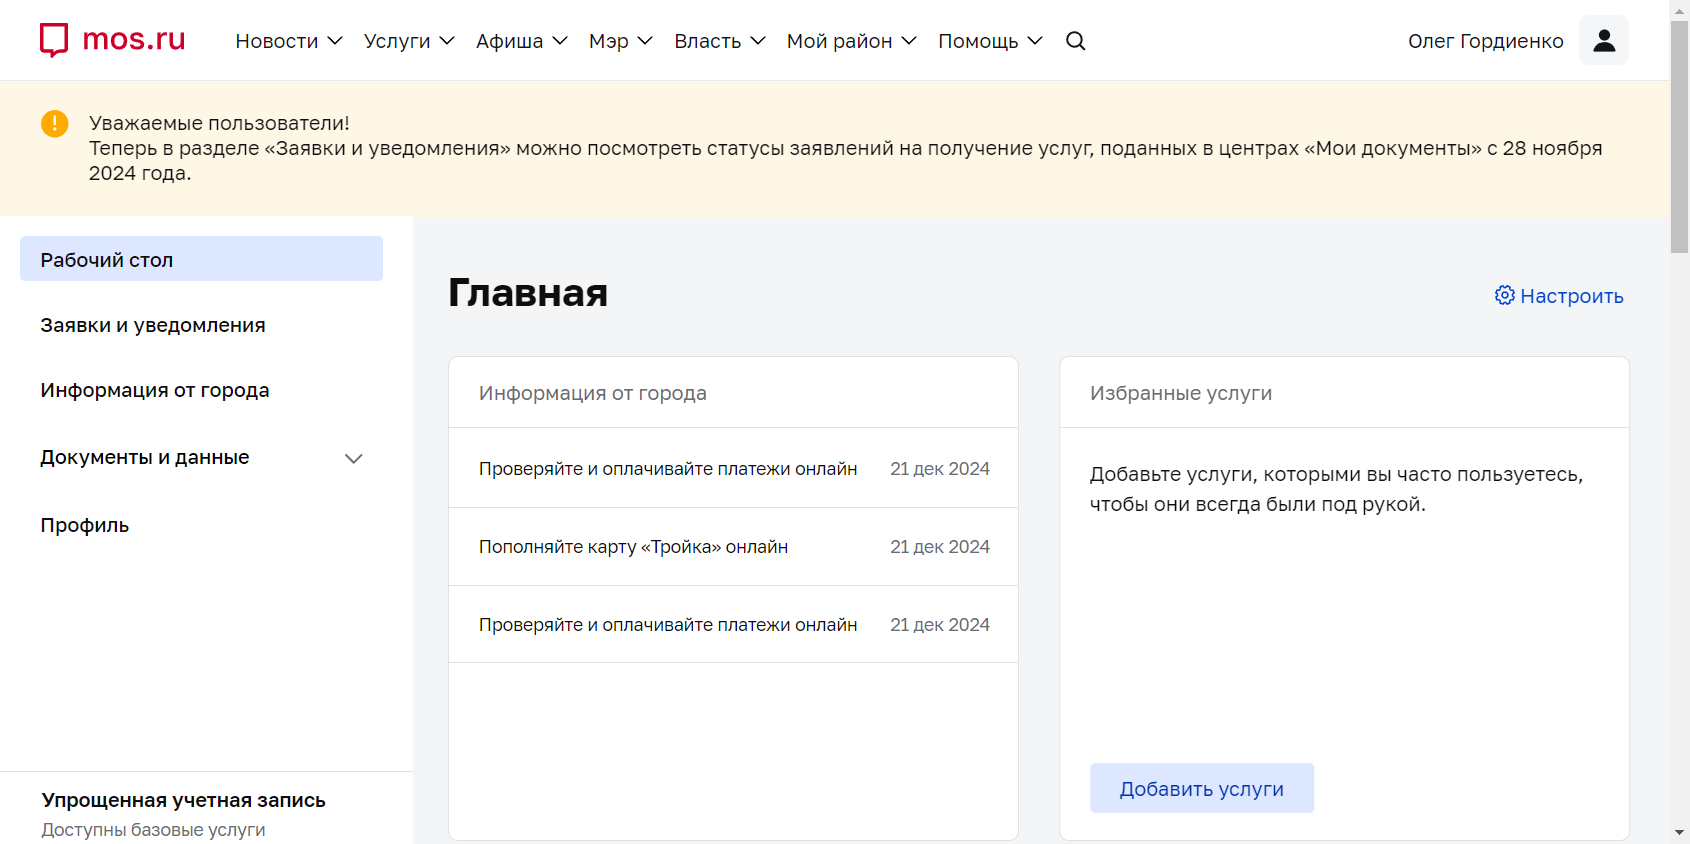 mos.ru Новости Услуги Афиша Мэр Власть Мой район Помощь Олег Гордиенко
Уважаемые пользователи!
Теперь в разделе «Заявки и уведомления» можно посмотреть статусы заявлений на получение услуг, поданных в центрах «Мои документы» с 28 ноября
2024 года.
Рабочий стол
Заявки и уведомления
Информация от города
Документы и данные
Профиль
Упрощенная учетная запись
Доступны базовые услуги
Главная
Настроить
Информация от города
Проверяйте и оплачивайте платежи онлайн 21 дек 2024
Пополняйте карту «Тройка» онлайн 21 дек 2024
Проверяйте и оплачивайте платежи онлайн 21 дек 2024
Избранные услуги
Добавьте услуги, которыми вы часто пользуетесь,
чтобы они всегда были под рукой.
Добавить услуги